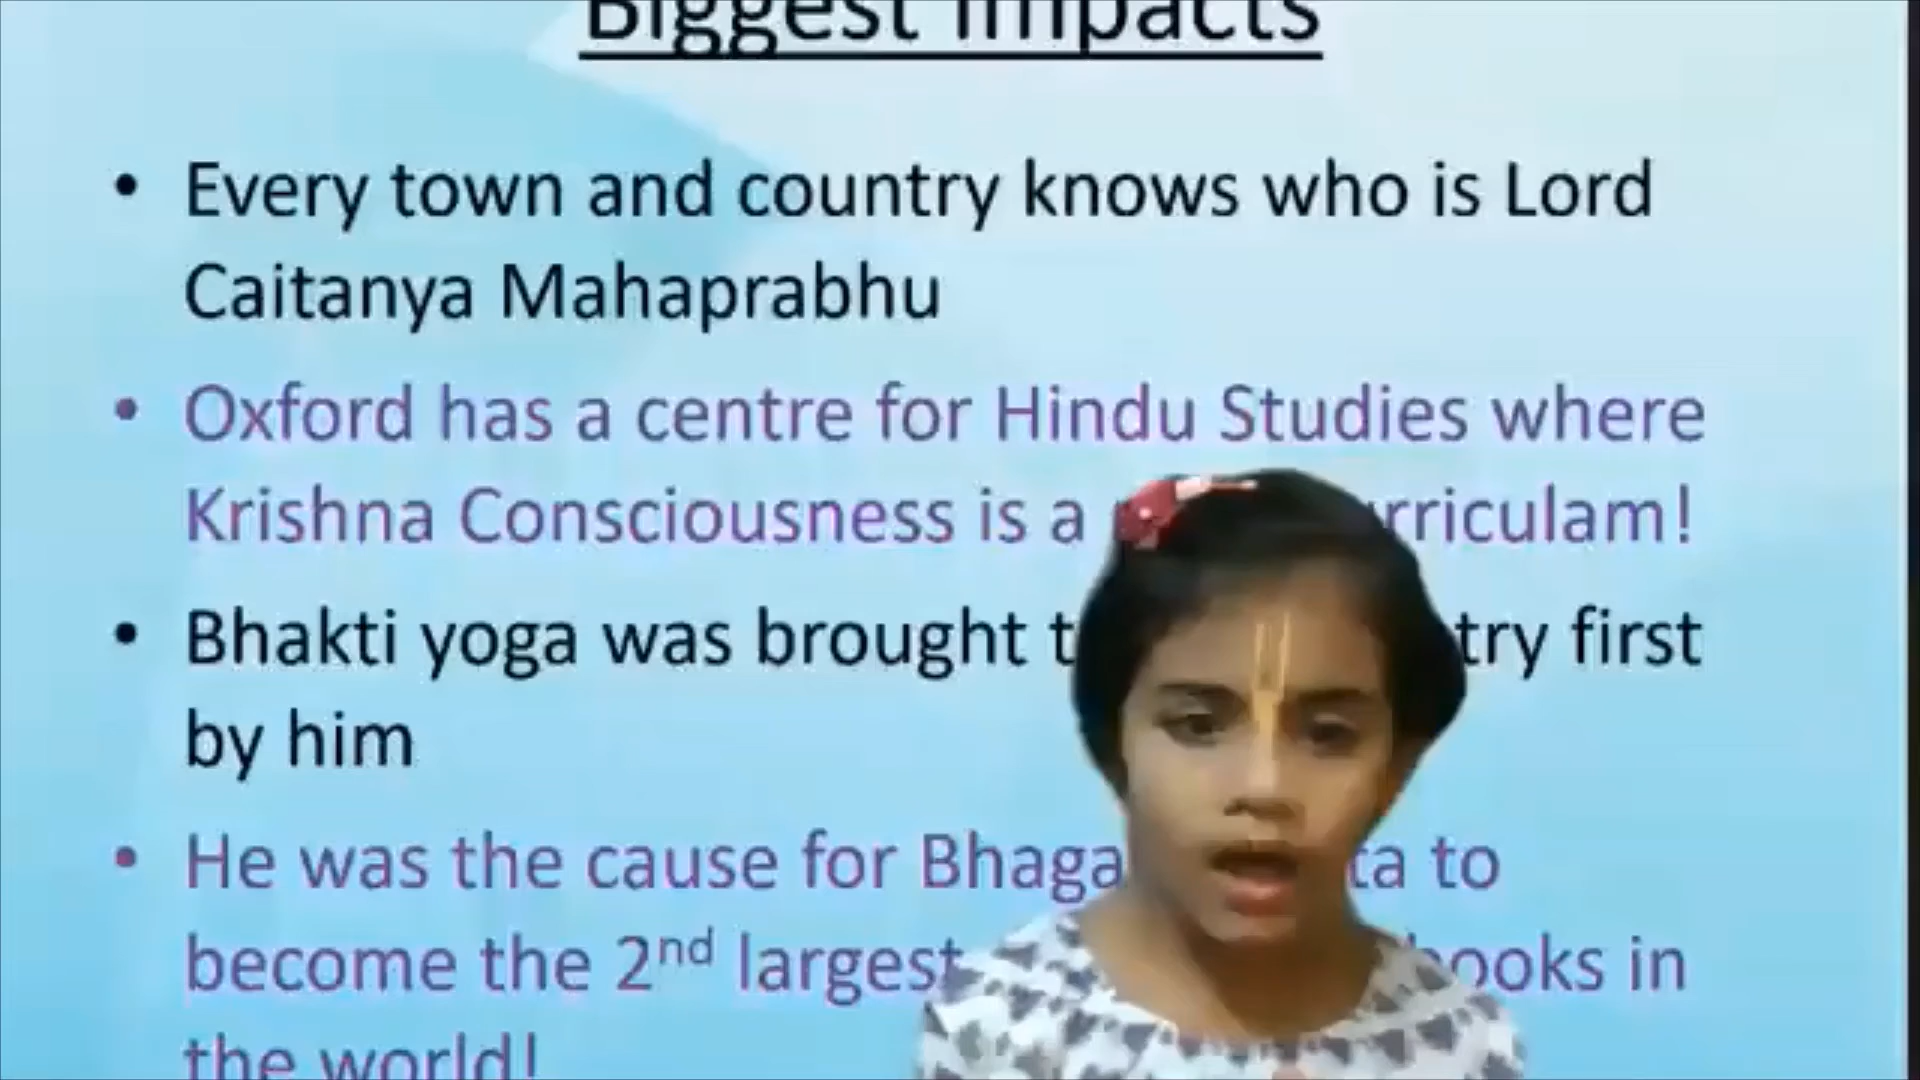 Biggest Impacts
• Every town and country knows who is Lord
Caitanya Mahaprabhu
• Oxford has a centre for Hindu Studies where
Krishna Consciousness is a rriculam!
• Bhakti yoga was brought t try first
by him
• He was the cause for Bhaga ta to
become the 2nd largest ooks in
the world!